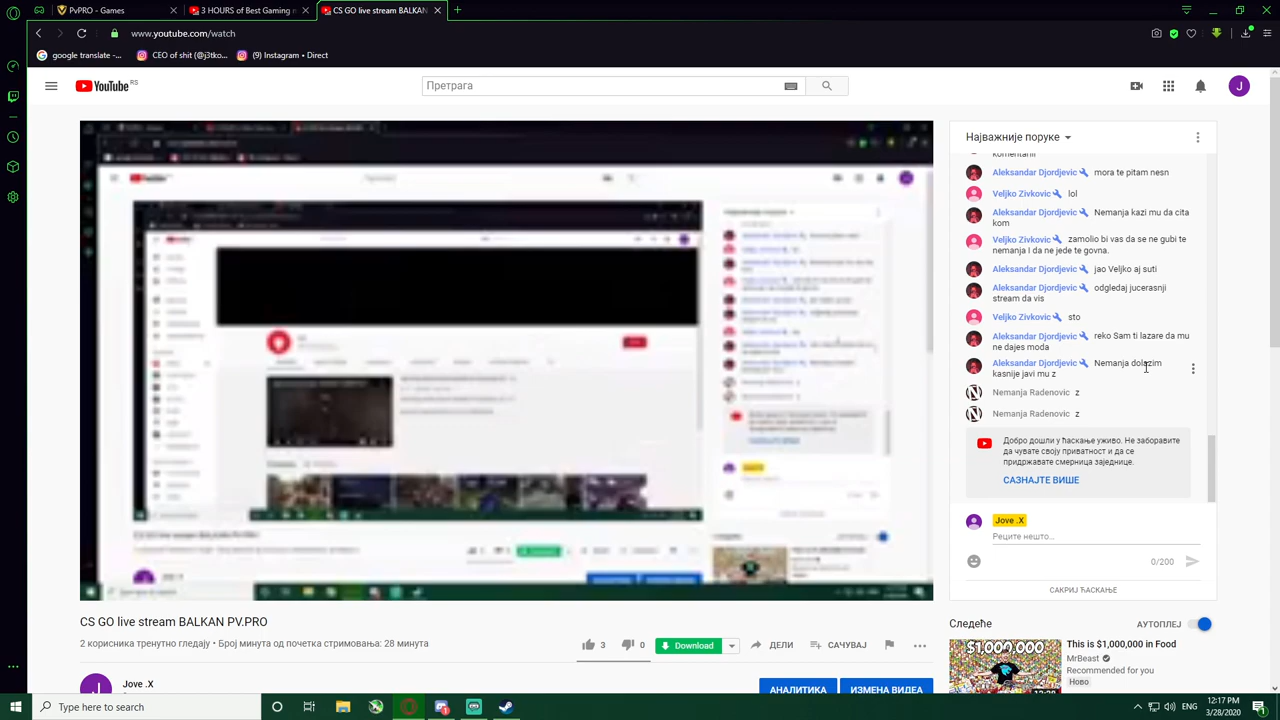 PvPRO - Games
3 HOURS of Best Gaming
CS GO live stream BALKAN
www.youtube.com/watch
google translate -...
CEO of shit (@j3tko...
(9) Instagram • Direct
YouTube RS
Претрага
J
Најважније поруке
komentarii
Aleksandar Djordjevic mora te pitam nesn
Veljko Zivkovic lol
Aleksandar Djordjevic Nemanja kazi mu da cita
kom
Veljko Zivkovic zamolio bi vas da se ne gubi te
nemanja I da ne jede te govna.
Aleksandar Djordjevic jao Veljko aj suti
Aleksandar Djordjevic odgledaj jucerasnji
stream da vis
Veljko Zivkovic sto
Aleksandar Djordjevic reko Sam ti lazare da mu
ne dajes moda
Aleksandar Djordjevic Nemanja dolazim
kasnije javi mu z
Nemanja Radenovic z
Nemanja Radenovic z
Добро дошли у ћаскање уживо. Не заборавите
да чувате своју приватност и да се
придржавате смерница заједнице.
САЗНАЈТЕ ВИШЕ
Jove .X
Реците нешто...
0/200
САКРИЈ ЋАСКАЊЕ
CS GO live stream BALKAN PV.PRO
2 корисника тренутно гледају • Број минута од почетка стримовања: 28 минута
3
0
Download
ДЕЛИ
САЧУВАЈ
J
Jove .X
АНАЛИТИКА
ИЗМЕНА ВИДЕА
Следеће
АУТОПЛЕЈ
$1,000,000
This is $1,000,000 in Food
MrBeast
Recommended for you
Ново
Type here to search
ENG
12:17 PM
3/28/2020
1